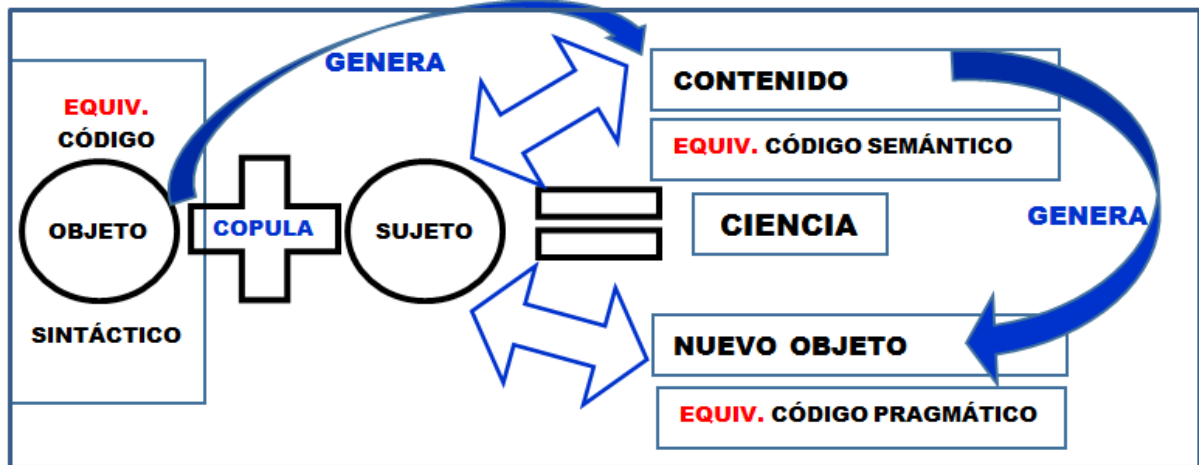 GENERA
CONTENIDO
EQUIV.
CÓDIGO
EQUIV. CÓDIGO SEMÁNTICO
OBJETO
COPULA
SUJETO
CIENCIA
GENERA
SINTÁCTICO
NUEVO OBJETO
EQUIV. CÓDIGO PRAGMÁTICO